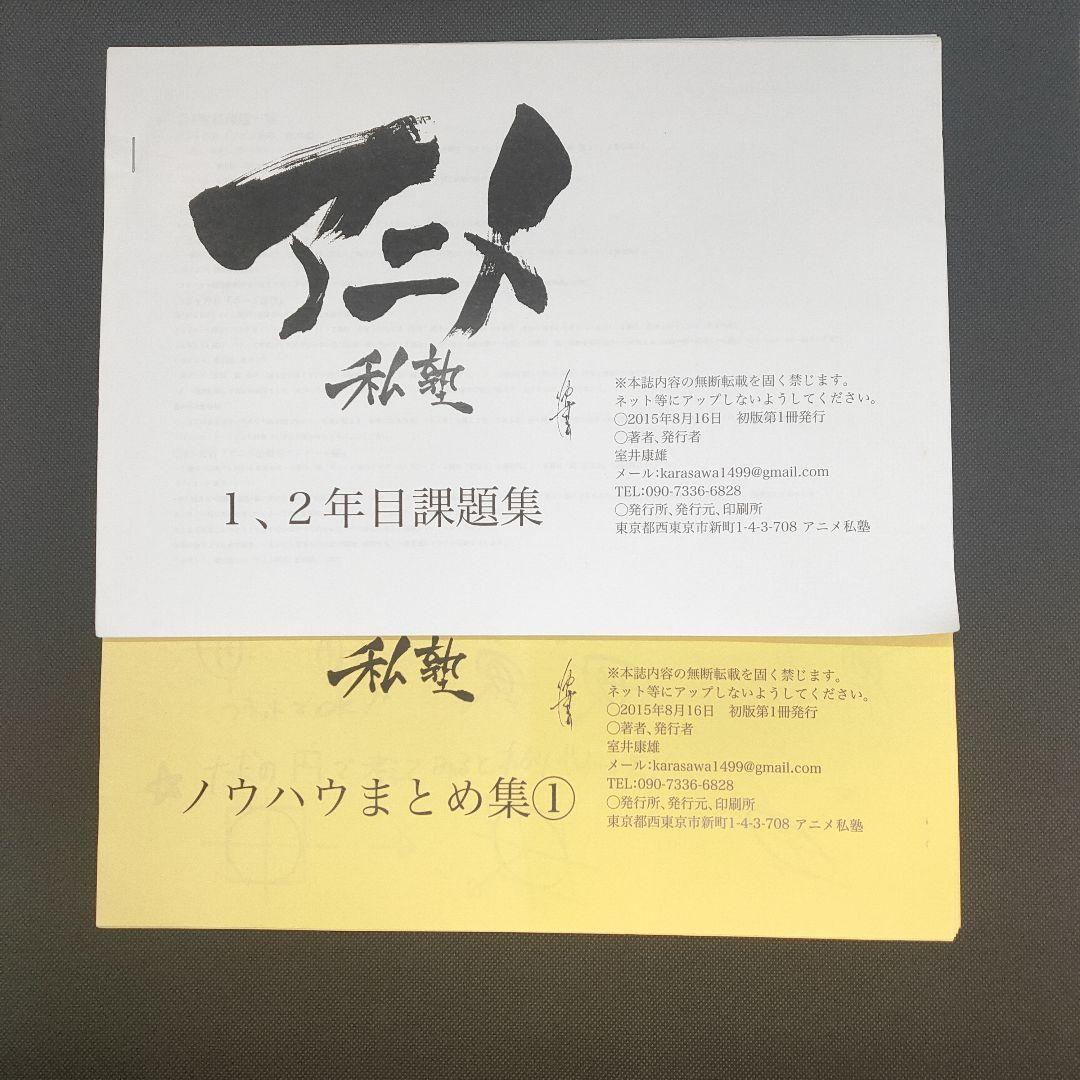 アニメ
私塾
１、２年目課題集
※本誌内容の無断転載を固く禁じます。
ネット等にアップしないようしてください。
〇2015年8月16日　初版第1冊発行
〇著者、発行者
室井康雄
メール：karasawa1499@gmail.com
TEL：090-7336-6828
〇発行所、発行元、印刷所
東京都西東京市新町1-4-3-708 アニメ私塾
私塾
ノウハウまとめ集①
※本誌内容の無断転載を固く禁じます。
ネット等にアップしないようしてください。
〇2015年8月16日　初版第1冊発行
〇著者、発行者
室井康雄
メール：karasawa1499@gmail.com
TEL：090-7336-6828
〇発行所、発行元、印刷所
東京都西東京市新町1-4-3-708 アニメ私塾